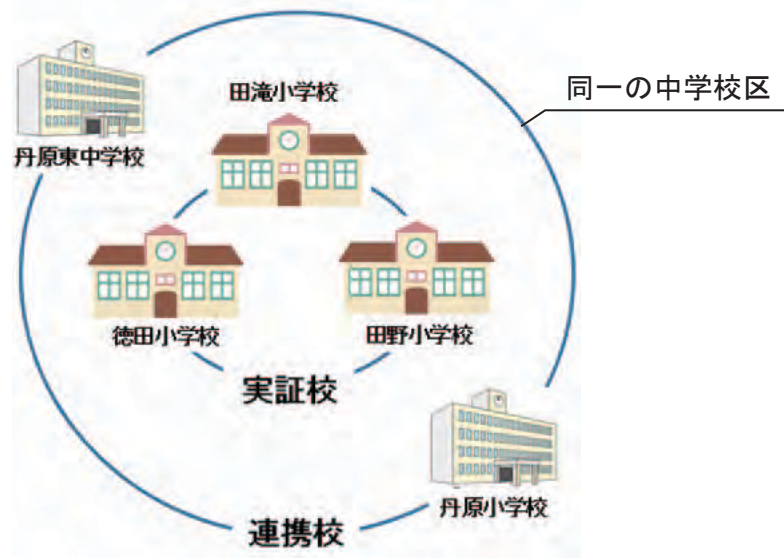 田滝小学校
同一の中学校区
丹原東中学校
徳田小学校
田野小学校
実証校
丹原小学校
連携校